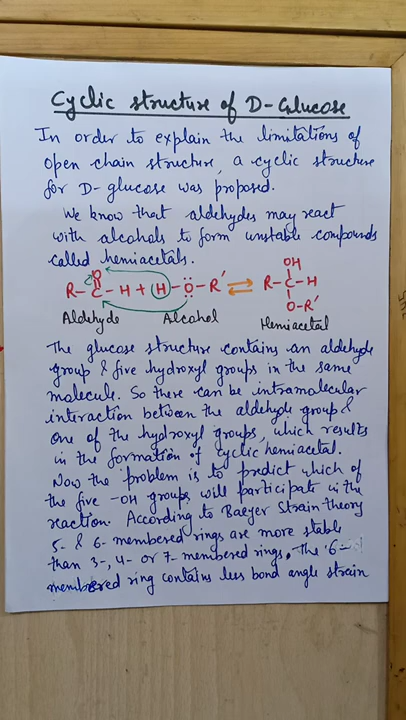 Cyclic structure of D-Glucose
In order to explain the limitations of
open chain structure, a cyclic structure
for D-glucose was proposed.
We know that aldehydes may react
with alcohols to form unstable compounds
called hemiacetals.
OH
O
R-C-H + H-O-R' ⇌ R-C-H
O-R'
Aldehyde Alcohol Hemiacetal
The glucose structure contains an aldehyde
group & five hydroxyl groups in the same
molecule. So there can be intramolecular
interaction between the aldehyde group &
one of the hydroxyl groups, which results
in the formation of cyclic hemiacetal.
Now the problem is to predict which of
the five -OH groups will participate in the
reaction. According to Baeyer Strain theory
5- & 6- membered rings are more stable
than 3-, 4- or 7- membered rings. The 6-
membered ring contains less bond angle strain